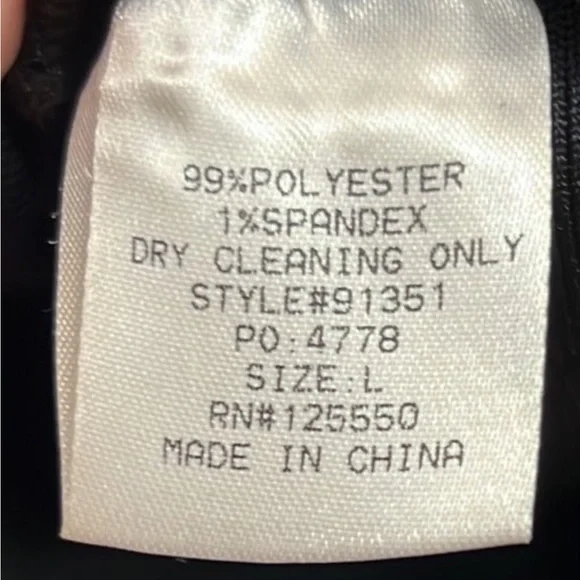 99%POLYESTER
1%SPANDEX
DRY CLEANING ONLY
STYLE#91351
PO:4778
SIZE:L
RN#125550
MADE IN CHINA